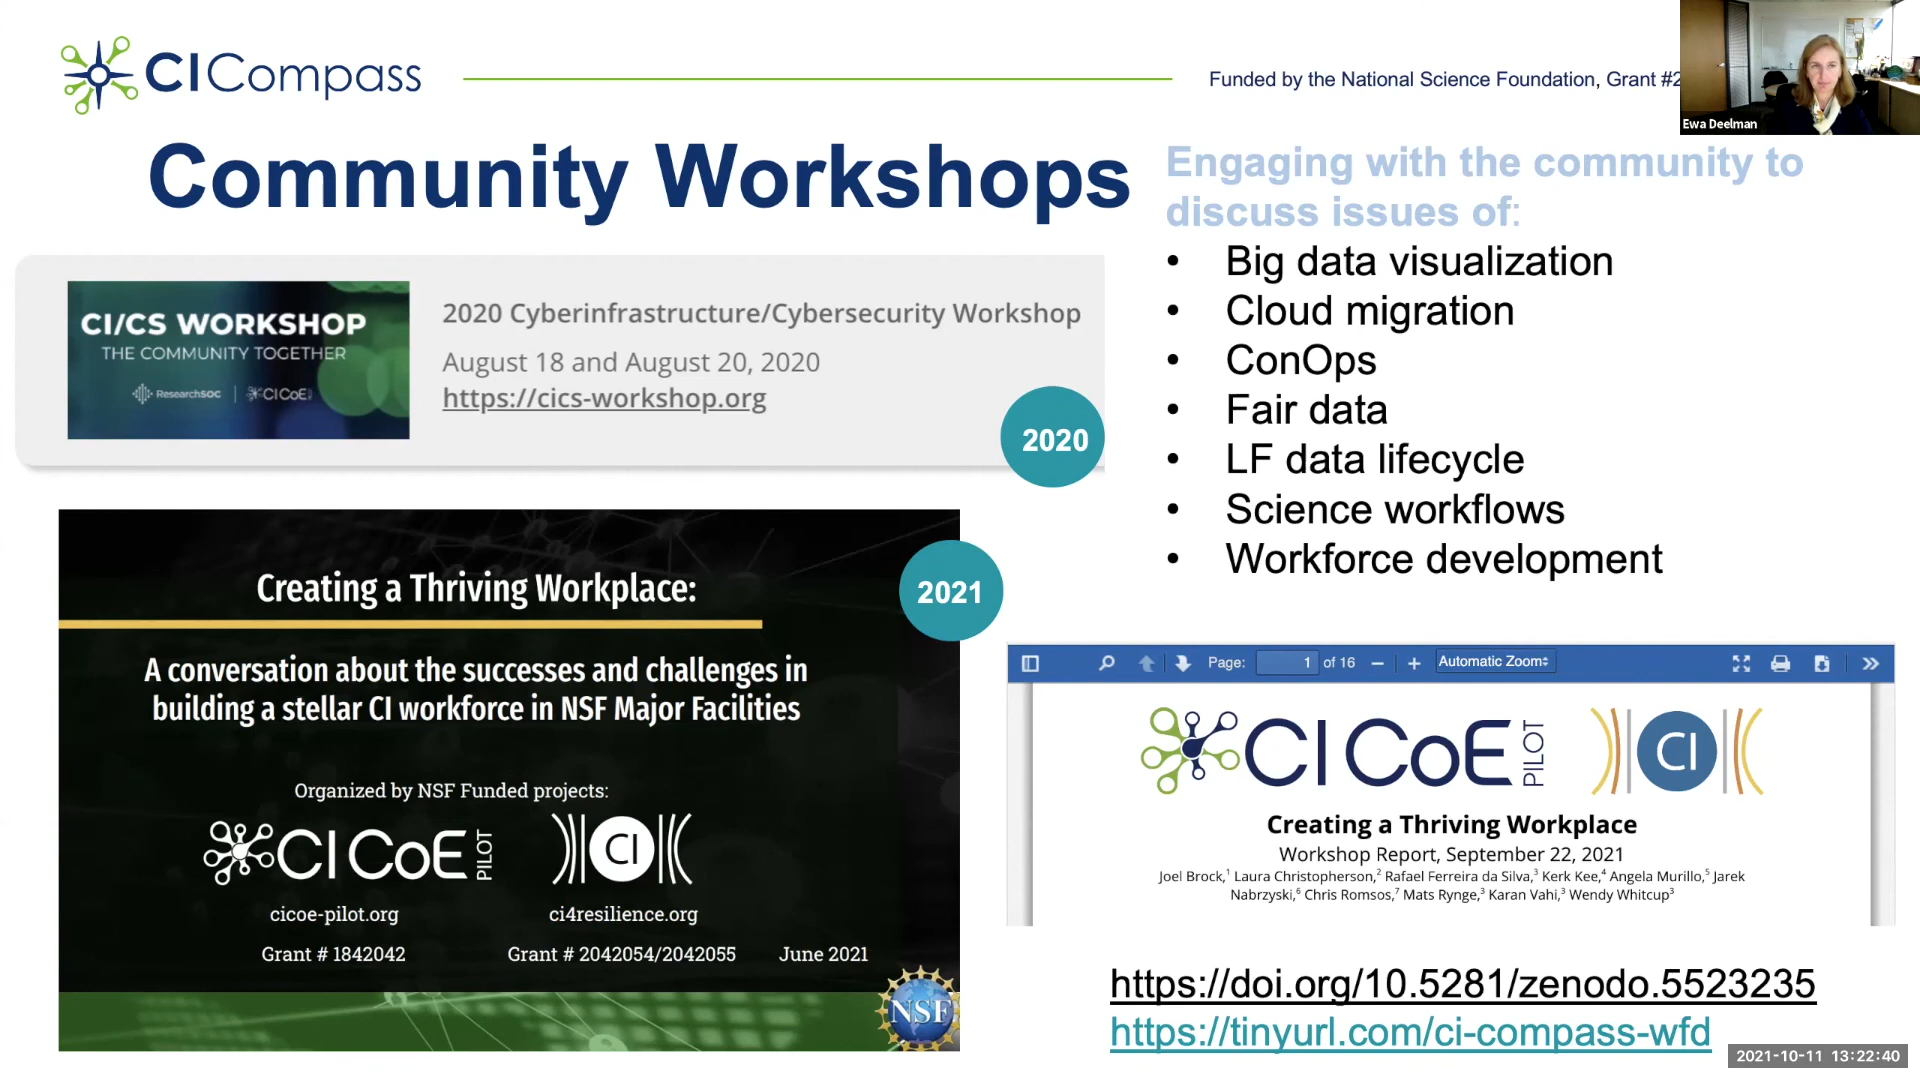 CICompass
Funded by the National Science Foundation, Grant #2
Ewa Deelman
Community Workshops
Engaging with the community to
discuss issues of:
• Big data visualization
• Cloud migration
• ConOps
• Fair data
• LF data lifecycle
• Science workflows
• Workforce development
CI/CS WORKSHOP
THE COMMUNITY TOGETHER
ResearchSOC | CICoE
2020 Cyberinfrastructure/Cybersecurity Workshop
August 18 and August 20, 2020
https://cics-workshop.org
2020
2021
Creating a Thriving Workplace:
A conversation about the successes and challenges in
building a stellar CI workforce in NSF Major Facilities
Organized by NSF Funded projects:
CI CoE PILOT
CI
cicoe-pilot.org
ci4resilience.org
Grant # 1842042
Grant # 2042054/2042055
June 2021
NSF
Page: 1 of 16 − + Automatic Zoom
CI CoE PILOT
CI
Creating a Thriving Workplace
Workshop Report, September 22, 2021
Joel Brock,¹ Laura Christopherson,² Rafael Ferreira da Silva,³ Kerk Kee,⁴ Angela Murillo,⁵ Jarek
Nabrzyski,⁶ Chris Romsos,⁷ Mats Rynge,³ Karan Vahi,³ Wendy Whitcup³
https://doi.org/10.5281/zenodo.5523235
https://tinyurl.com/ci-compass-wfd
2021-10-11 13:22:40